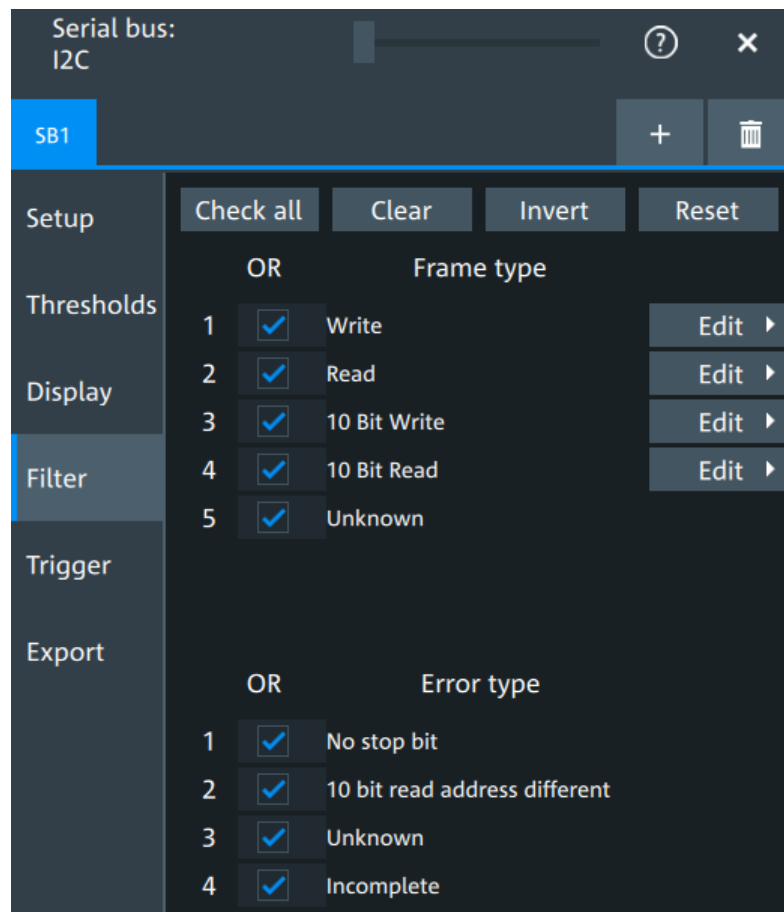 Serial bus:
I2C
?
SB1
+
Setup
Thresholds
Display
Filter
Trigger
Export
Check all Clear Invert Reset
OR Frame type
1 Write Edit
2 Read Edit
3 10 Bit Write Edit
4 10 Bit Read Edit
5 Unknown
OR Error type
1 No stop bit
2 10 bit read address different
3 Unknown
4 Incomplete